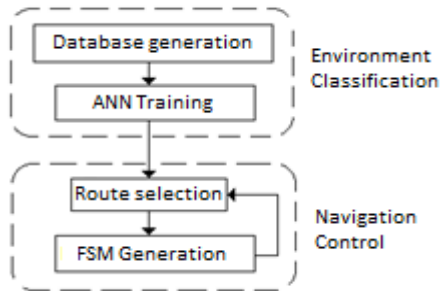 Database generation
Environment
Classification
ANN Training
Route selection
Navigation
Control
FSM Generation